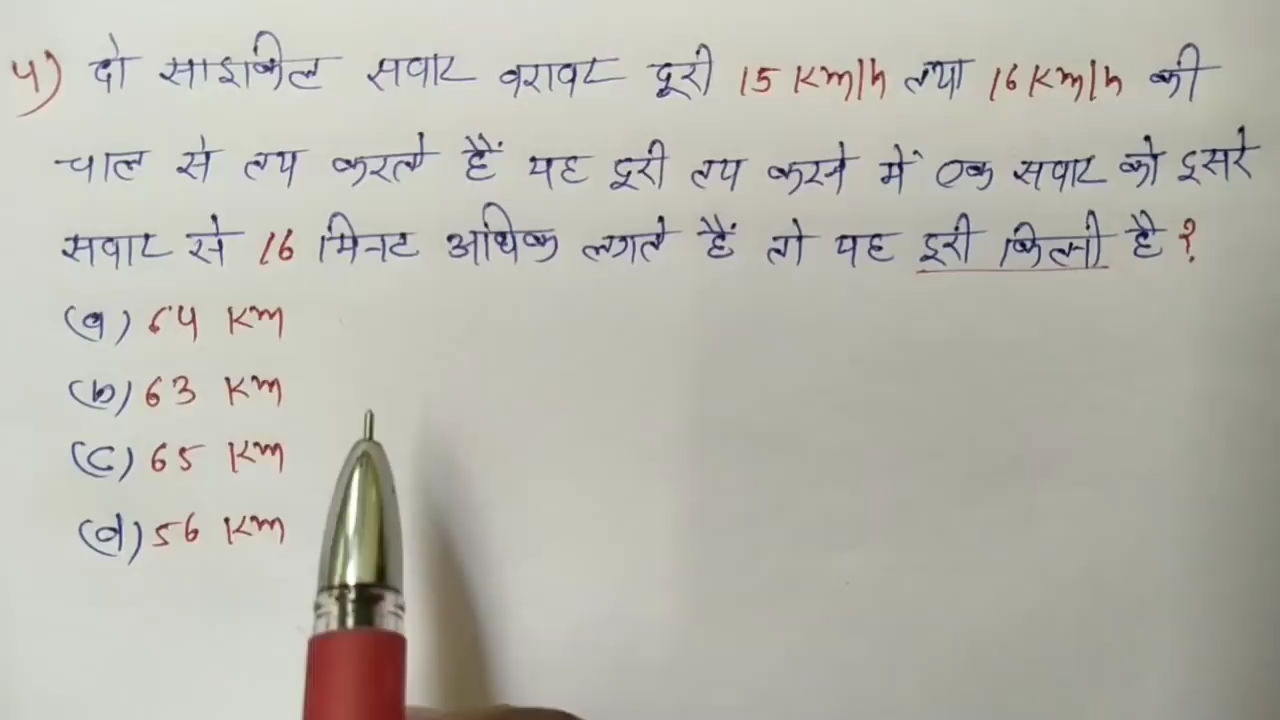 ५) दो साइकिल सवार बराबर दूरी 15 Km/h तथा 16 Km/h की
चाल से तय करते हैं यह दूरी तय करने में एक सवार को दूसरे
सवार से 16 मिनट अधिक लगते हैं तो यह दूरी कितनी है ?
(a) 64 Km
(b) 63 Km
(c) 65 Km
(d) 56 Km